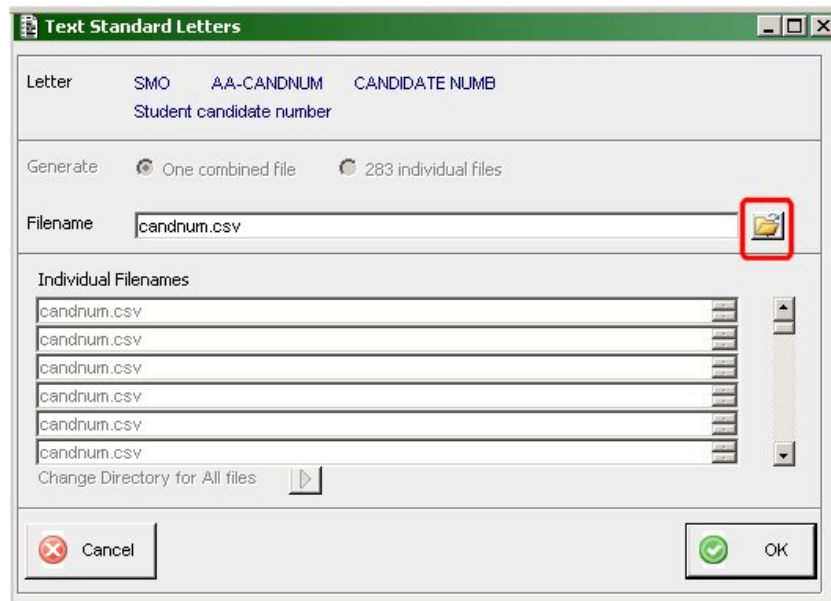 Text Standard Letters
Letter SMO AA-CANDNUM CANDIDATE NUMB
Student candidate number
Generate One combined file 283 individual files
Filename candnum.csv
Individual Filenames
candnum.csv
candnum.csv
candnum.csv
candnum.csv
candnum.csv
candnum.csv
Change Directory for All files
Cancel OK